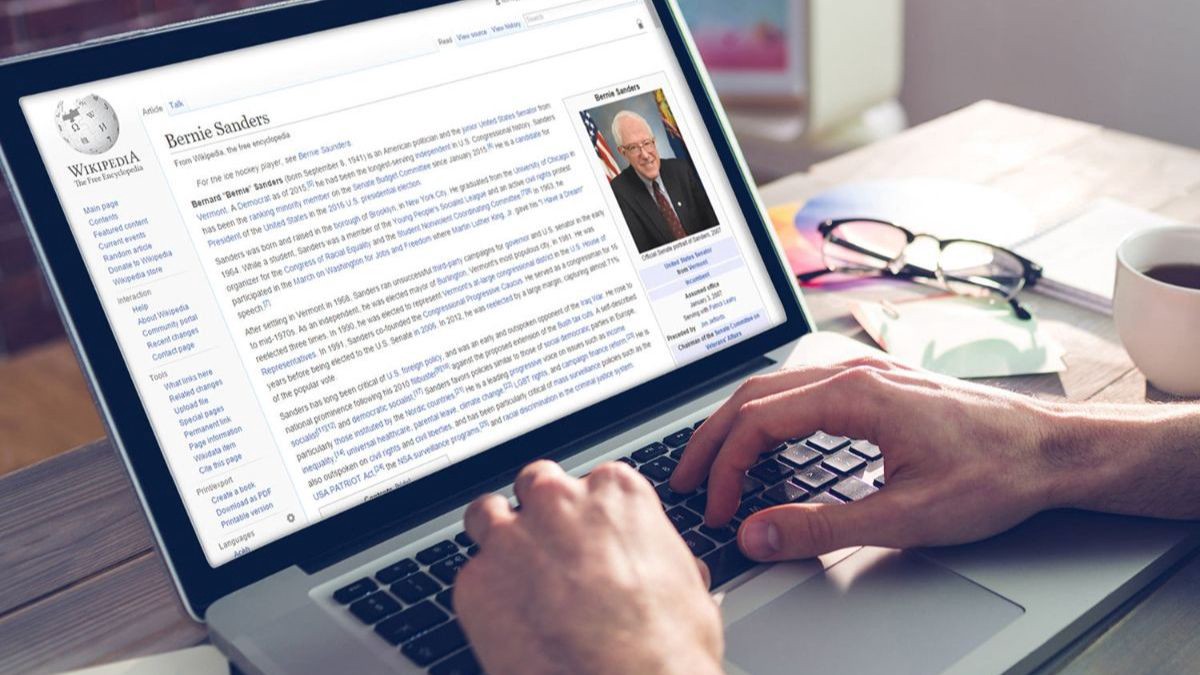 Read View source View history Search
Article Talk
WIKIPEDIA
The Free Encyclopedia
Main page
Contents
Featured content
Current events
Random article
Donate to Wikipedia
Wikipedia store
Interaction
Help
About Wikipedia
Community portal
Recent changes
Contact page
Tools
What links here
Related changes
Upload file
Special pages
Permanent link
Page information
Wikidata item
Cite this page
Print/export
Create a book
Download as PDF
Printable version
Languages
Bernie Sanders
From Wikipedia, the free encyclopedia
For the ice hockey player, see Bernie Saunders.
Bernard "Bernie" Sanders (born September 8, 1941) is an American politician and the junior United States Senator from
Vermont. A Democrat as of 2015, he had been the longest-serving independent in U.S. Congressional history. Sanders
has been the ranking minority member on the Senate Budget Committee since January 2015. He is a candidate for
President of the United States in the 2016 U.S. presidential election.
Sanders was born and raised in the borough of Brooklyn, in New York City. He graduated from the University of Chicago in
1964. While a student, Sanders was a member of the Young People's Socialist League and an active civil rights protest
organizer for the Congress of Racial Equality and the Student Nonviolent Coordinating Committee. In 1963, he
participated in the March on Washington for Jobs and Freedom where Martin Luther King, Jr. gave his "I Have a Dream"
speech.[7]
After settling in Vermont in 1968, Sanders ran unsuccessful third-party campaigns for governor and U.S. senator in the early
to mid-1970s. As an independent, he was elected mayor of Burlington, Vermont's most populous city, in 1981. He was
reelected three times. In 1990, he was elected to represent Vermont's at-large congressional district in the U.S. House of
Representatives. In 1991, Sanders co-founded the Congressional Progressive Caucus. He served as a congressman for 16
years before being elected to the U.S. Senate in 2006. In 2012, he was reelected by a large margin, capturing almost 71%
of the popular vote.
Sanders has long been critical of U.S. foreign policy, and was an early and outspoken opponent of the Iraq War. He rose to
national prominence following his 2010 filibuster against the proposed extension of the Bush tax cuts. A self-described
socialist and democratic socialist, Sanders favors policies similar to those of social democratic parties in Europe,
particularly those instituted by the Nordic countries. He is a leading progressive voice on issues such as income
inequality, universal healthcare, parental leave, climate change, LGBT rights, and campaign finance reform. He is
also outspoken on civil rights and civil liberties, and has been particularly critical of mass surveillance policies such as the
USA PATRIOT Act, the NSA surveillance programs, and racial discrimination in the criminal justice system.
Bernie Sanders
Official Senate portrait of Sanders, 2007
United States Senator
from Vermont
Incumbent
Assumed office
January 3, 2007
Serving with Patrick Leahy
Preceded by Jim Jeffords
Chairman of the Senate Committee on
Veterans' Affairs